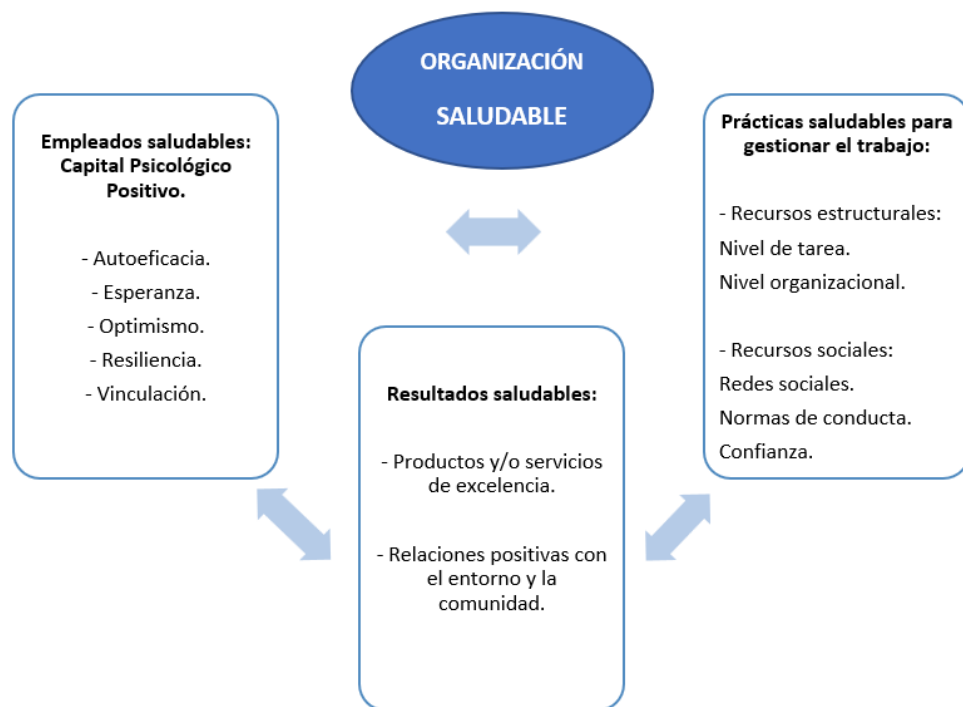 ORGANIZACIÓN
SALUDABLE
Empleados saludables:
Capital Psicológico
Positivo.
- Autoeficacia.
- Esperanza.
- Optimismo.
- Resiliencia.
- Vinculación.
Prácticas saludables para
gestionar el trabajo:
- Recursos estructurales:
Nivel de tarea.
Nivel organizacional.
- Recursos sociales:
Redes sociales.
Normas de conducta.
Confianza.
Resultados saludables:
- Productos y/o servicios
de excelencia.
- Relaciones positivas con
el entorno y la
comunidad.